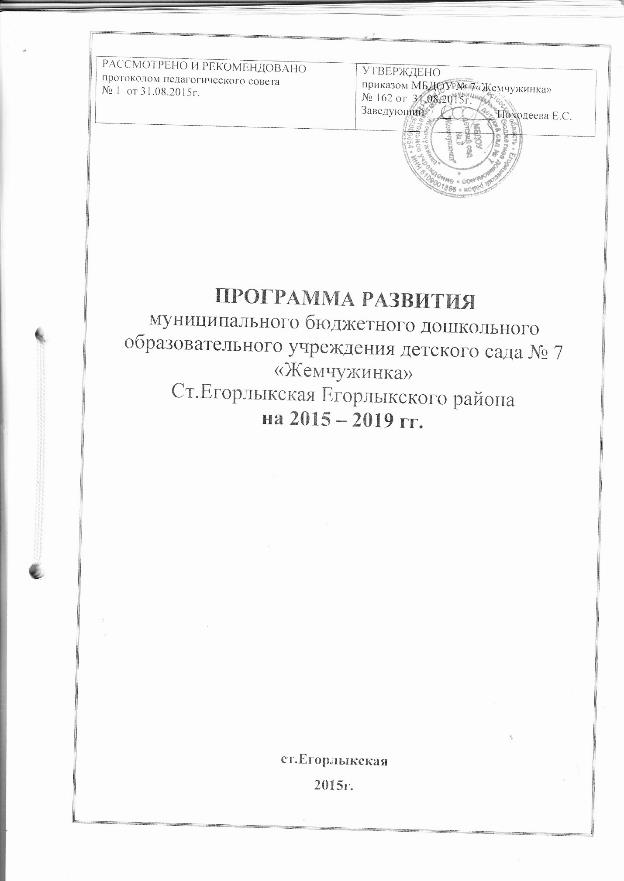 РАССМОТРЕНО И РЕКОМЕНДОВАНО
протоколом педагогического совета
№ 1 от 31.08.2015г.
УТВЕРЖДЕНО
приказом МБДОУ № 7«Жемчужинка»
№ 162 от 31.08.2015г.
Заведующий Походеева Е.С.
ПРОГРАММА РАЗВИТИЯ
муниципального бюджетного дошкольного
образовательного учреждения детского сада № 7
«Жемчужинка»
Ст.Егорлыкская Егорлыкского района
на 2015 – 2019 гг.
ст.Егорлыкская
2015г.